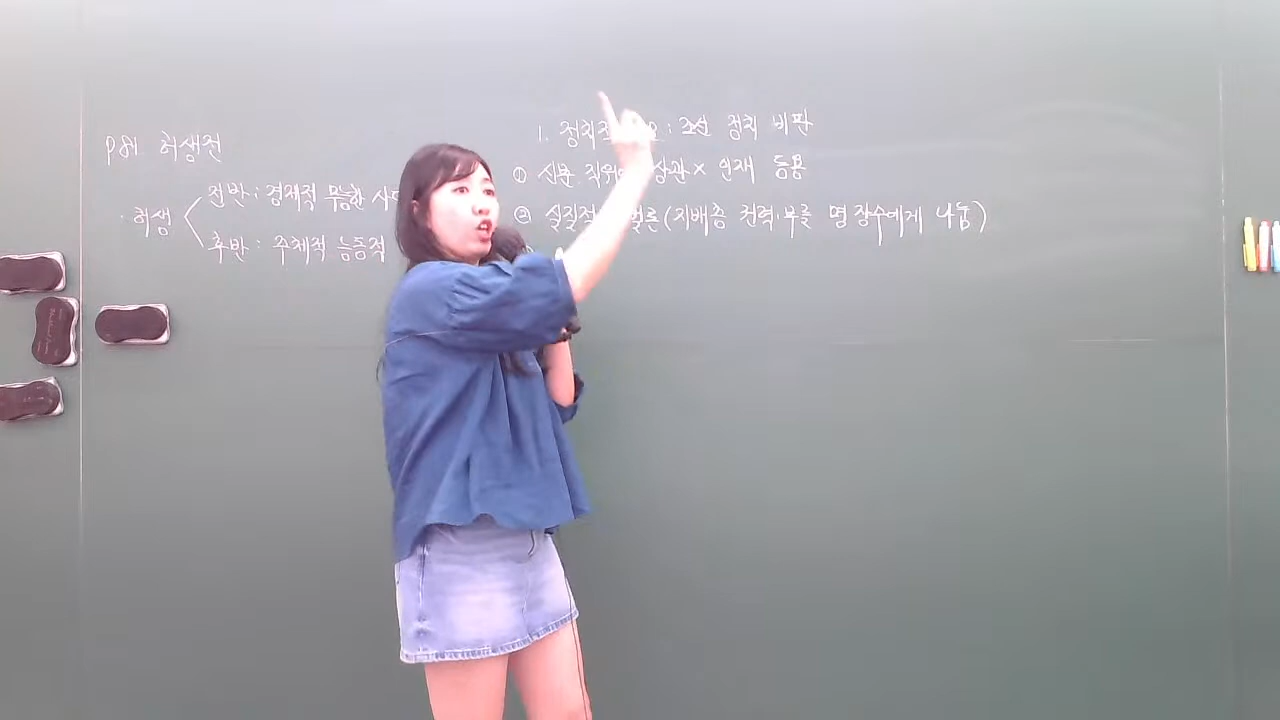 P81. 허생전
· 허생
전반 : 경제적 무능한 사
후반 : 주체적 능동적
1. 정치적 : 조선 정치 비판
① 신분 직위 상관× 인재 등용
② 실질적 (지배층 권력·부를 명 장수에게 나눔)